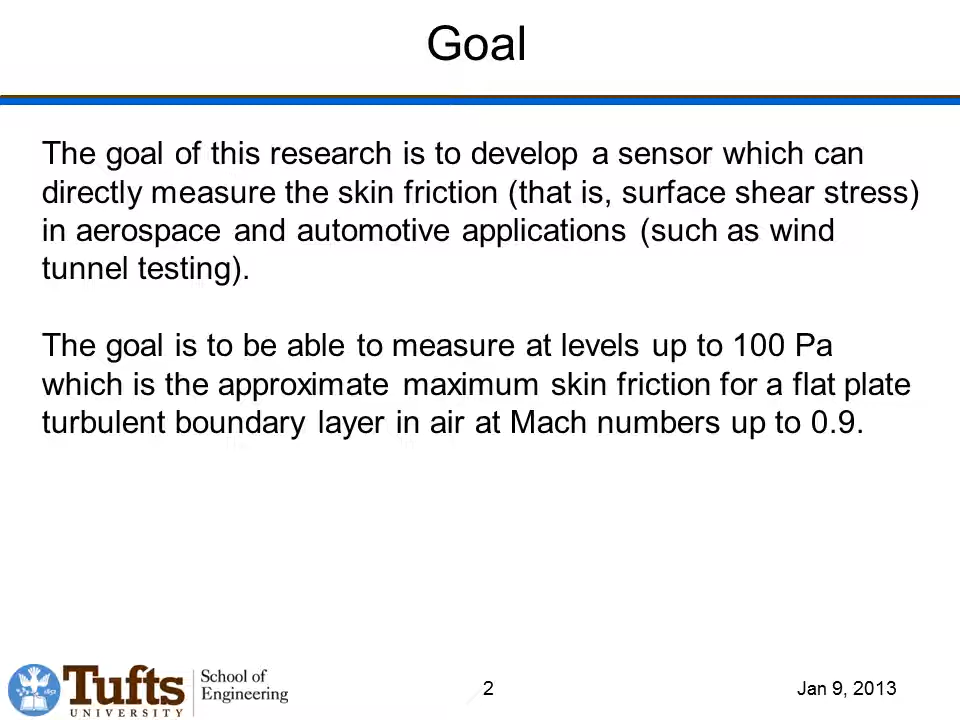 Goal
The goal of this research is to develop a sensor which can
directly measure the skin friction (that is, surface shear stress)
in aerospace and automotive applications (such as wind
tunnel testing).
The goal is to be able to measure at levels up to 100 Pa
which is the approximate maximum skin friction for a flat plate
turbulent boundary layer in air at Mach numbers up to 0.9.
Tufts
UNIVERSITY
School of
Engineering
2
Jan 9, 2013